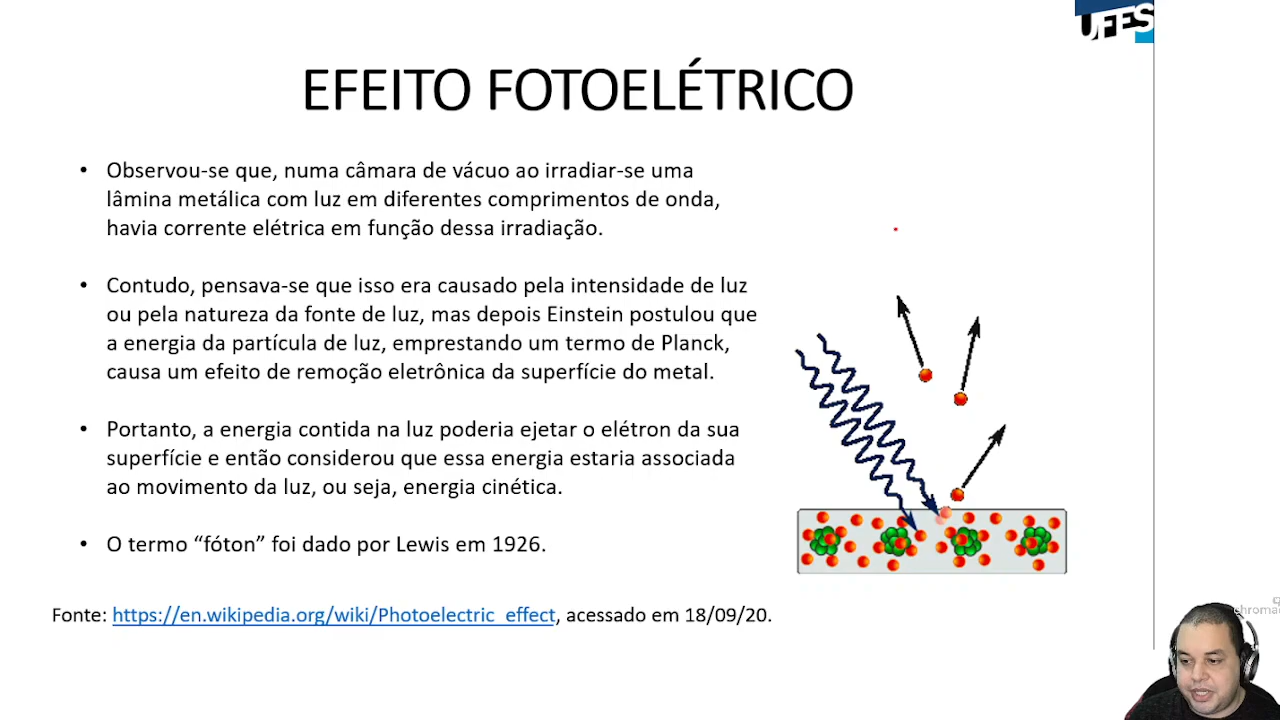 UFES
EFEITO FOTOELÉTRICO
• Observou-se que, numa câmara de vácuo ao irradiar-se uma
lâmina metálica com luz em diferentes comprimentos de onda,
havia corrente elétrica em função dessa irradiação.
• Contudo, pensava-se que isso era causado pela intensidade de luz
ou pela natureza da fonte de luz, mas depois Einstein postulou que
a energia da partícula de luz, emprestando um termo de Planck,
causa um efeito de remoção eletrônica da superfície do metal.
• Portanto, a energia contida na luz poderia ejetar o elétron da sua
superfície e então considerou que essa energia estaria associada
ao movimento da luz, ou seja, energia cinética.
• O termo “fóton” foi dado por Lewis em 1926.
Fonte: https://en.wikipedia.org/wiki/Photoelectric_effect, acessado em 18/09/20.